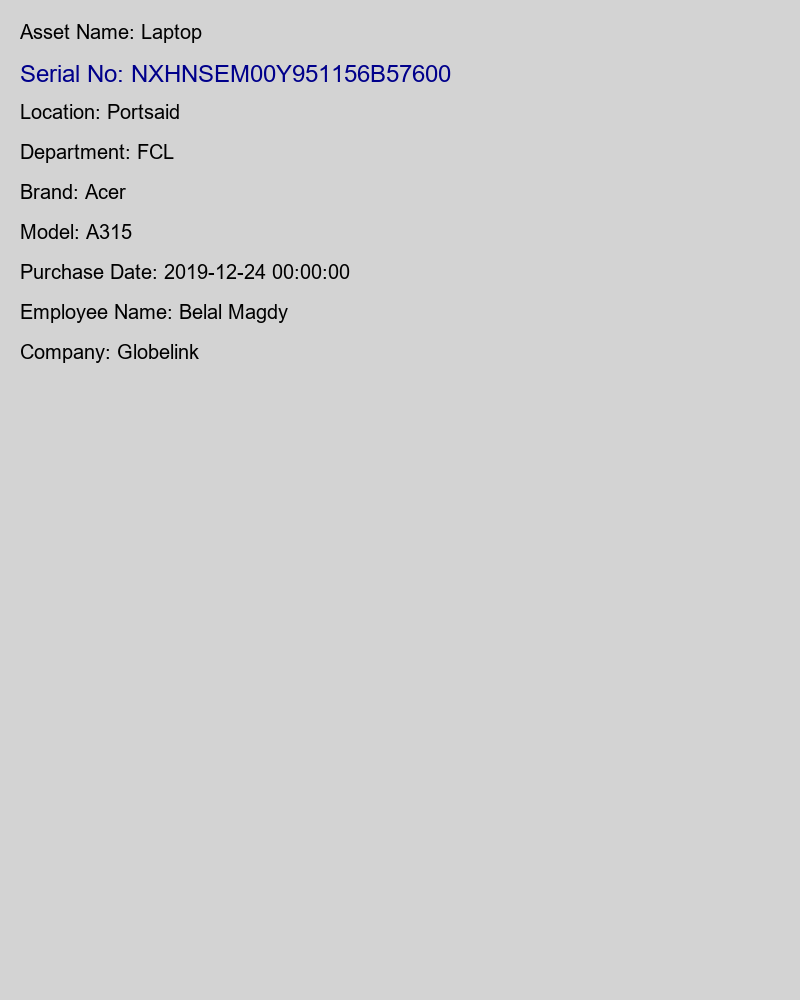 Asset Name: Laptop
Serial No: NXHNSEM00Y951156B57600
Location: Portsaid
Department: FCL
Brand: Acer
Model: A315
Purchase Date: 2019-12-24 00:00:00
Employee Name: Belal Magdy
Company: Globelink